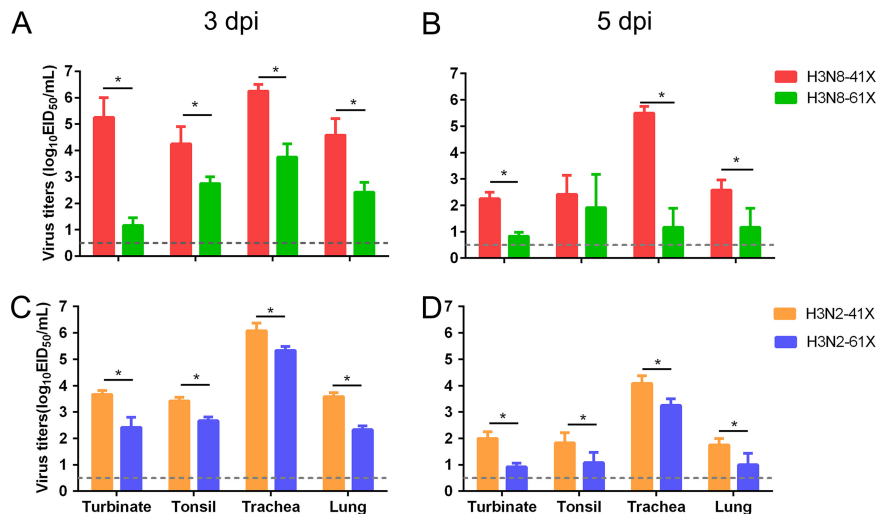 A
3 dpi
B
5 dpi
H3N8-41X
H3N8-61X
Virus titers (log10EID50/mL)
7
6
5
4
3
2
1
0
* * * *
7
6
5
4
3
2
1
0
* * *
C
D
H3N2-41X
H3N2-61X
Virus titers(log10EID50/mL)
7
6
5
4
3
2
1
0
* * * *
Turbinate Tonsil Trachea Lung
7
6
5
4
3
2
1
0
* * * *
Turbinate Tonsil Trachea Lung